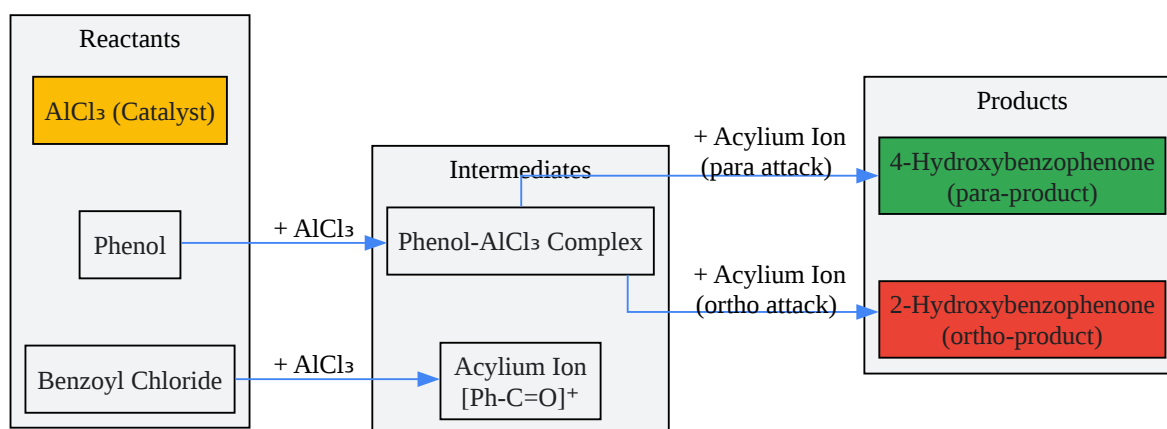 Reactants
AlCl₃ (Catalyst)
Phenol
Benzoyl Chloride
+ AlCl₃
+ AlCl₃
Intermediates
Phenol-AlCl₃ Complex
Acylium Ion
[Ph-C=O]⁺
+ Acylium Ion
(para attack)
+ Acylium Ion
(ortho attack)
Products
4-Hydroxybenzophenone
(para-product)
2-Hydroxybenzophenone
(ortho-product)